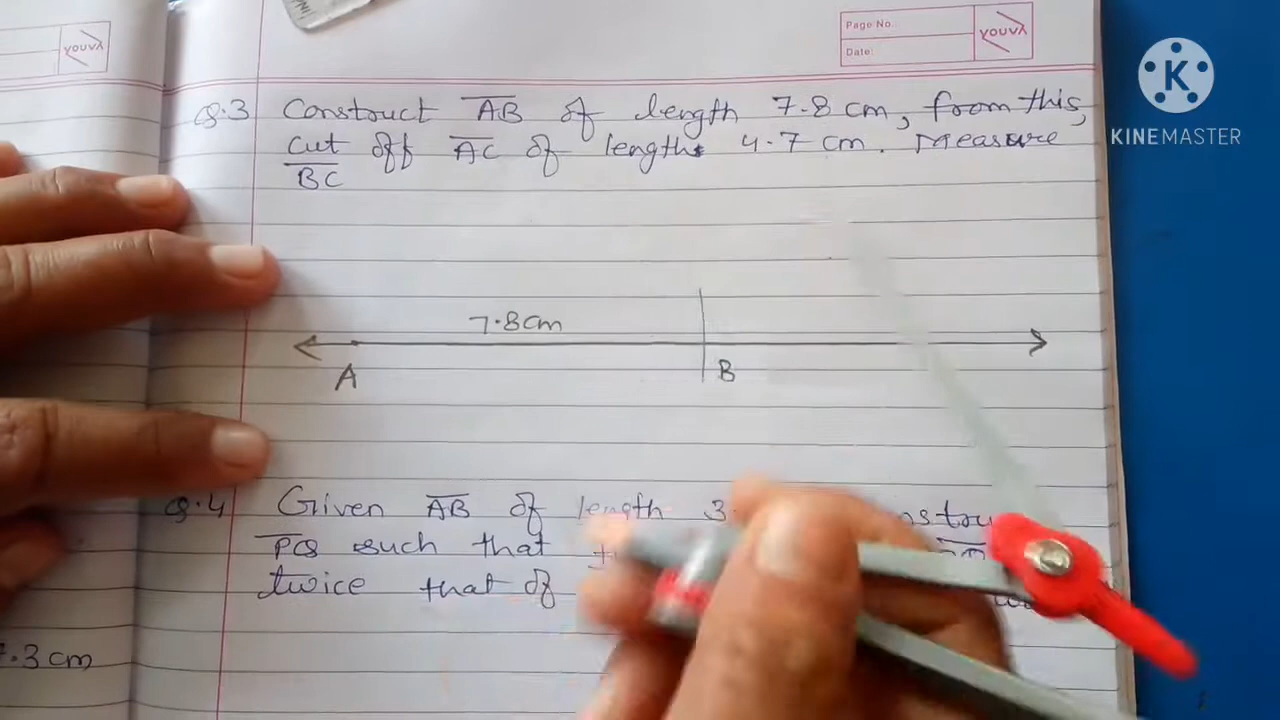 youva
Page No.
Date:
youva
K
KINEMASTER
Q.3 Construct AB of length 7.8 cm, from this,
cut off AC of length 4.7 cm. Measure
BC
7.8cm
A B
Q.4 Given AB of length 3.
PQ such that
twice that of
7.3 cm